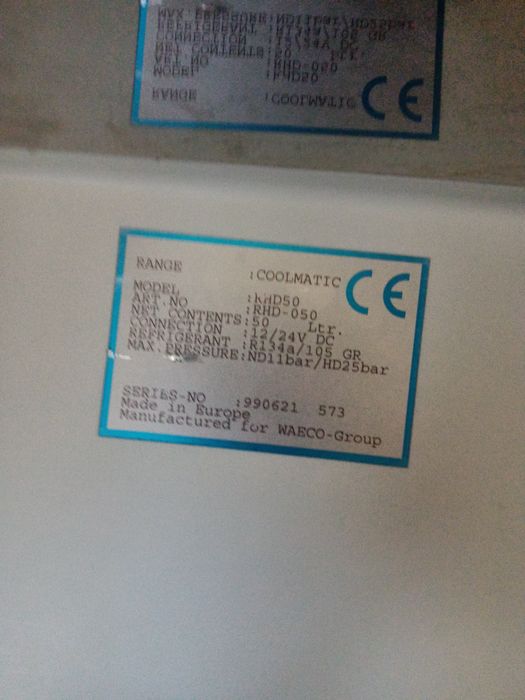 RANGE :COOLMATIC CE
MODEL :RHD50
ART.NO :RHD-050
NET CONTENTS:50 Ltr.
CONNECTION :12/24V DC
REFRIGERANT :R134a/105 GR
MAX.PRESSURE:ND11bar/HD25bar
SERIES-NO :990621 573
Made in Europe
Manufactured for WAECO-Group